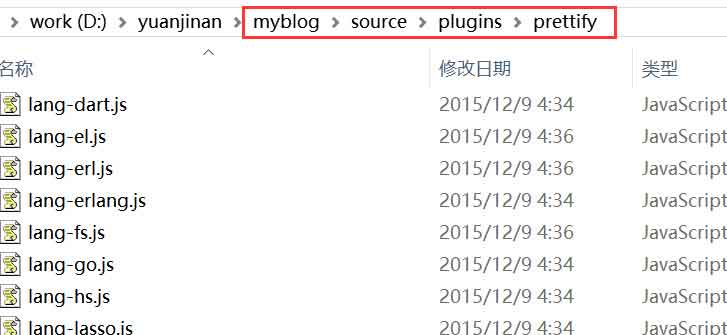 work (D:) yuanjinan myblog source plugins prettify
名称 修改日期 类型
lang-dart.js 2015/12/9 4:34 JavaScript
lang-el.js 2015/12/9 4:36 JavaScript
lang-erl.js 2015/12/9 4:36 JavaScript
lang-erlang.js 2015/12/9 4:34 JavaScript
lang-fs.js 2015/12/9 4:36 JavaScript
lang-go.js 2015/12/9 4:34 JavaScript
lang-hs.js 2015/12/9 4:34 JavaScript
lang-lasso.js 2015/12/9 4:34 JavaScript